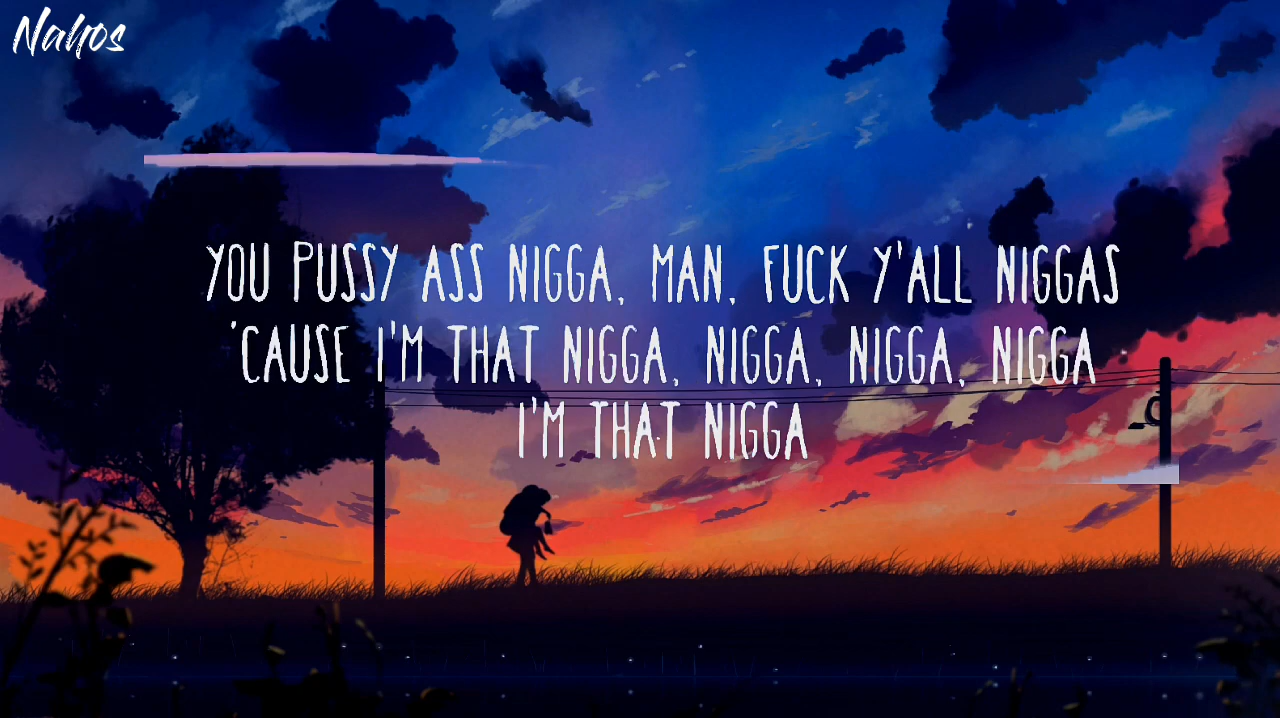 Nahos
YOU PUSSY ASS NIGGA, MAN, FUCK Y'ALL NIGGAS
'CAUSE I'M THAT NIGGA, NIGGA, NIGGA, NIGGA
I'M THAT NIGGA